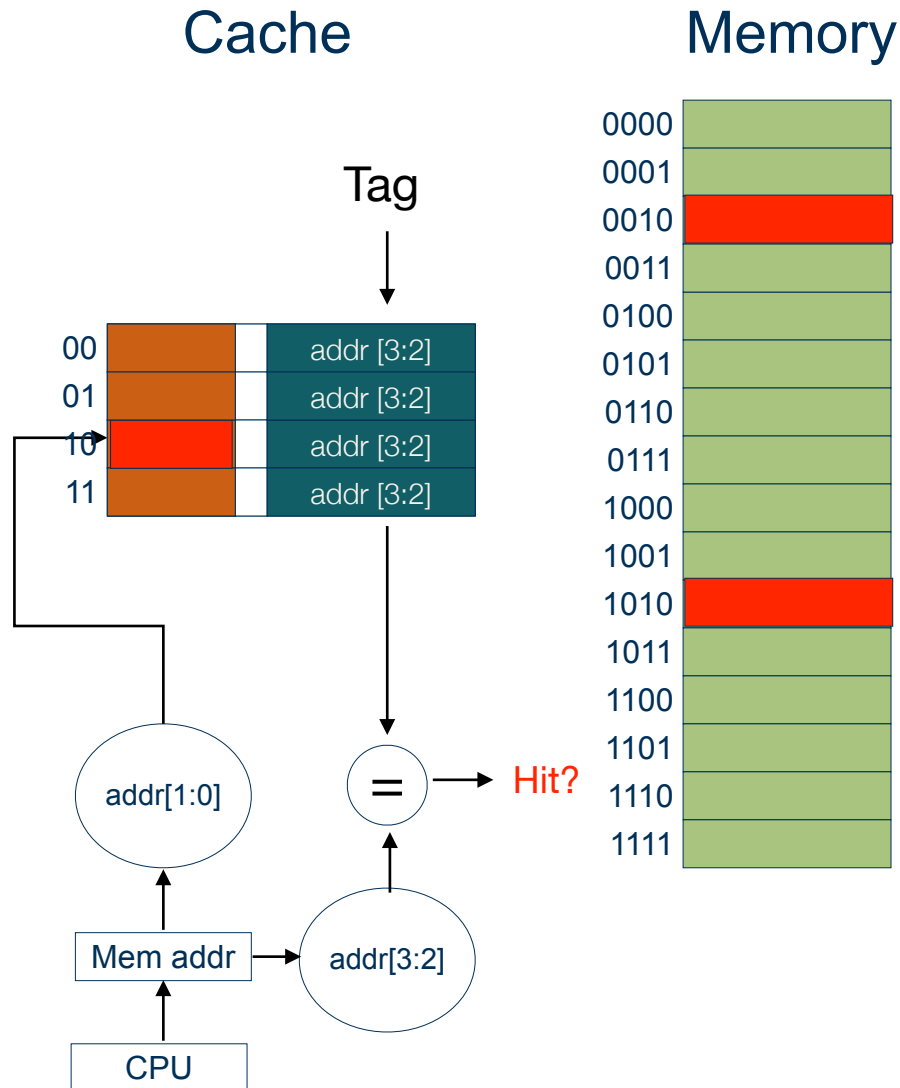 Cache
Memory
Tag
00 addr [3:2]
01 addr [3:2]
10 addr [3:2]
11 addr [3:2]
0000
0001
0010
0011
0100
0101
0110
0111
1000
1001
1010
1011
1100
1101
1110
1111
addr[1:0]
=
Hit?
Mem addr
addr[3:2]
CPU